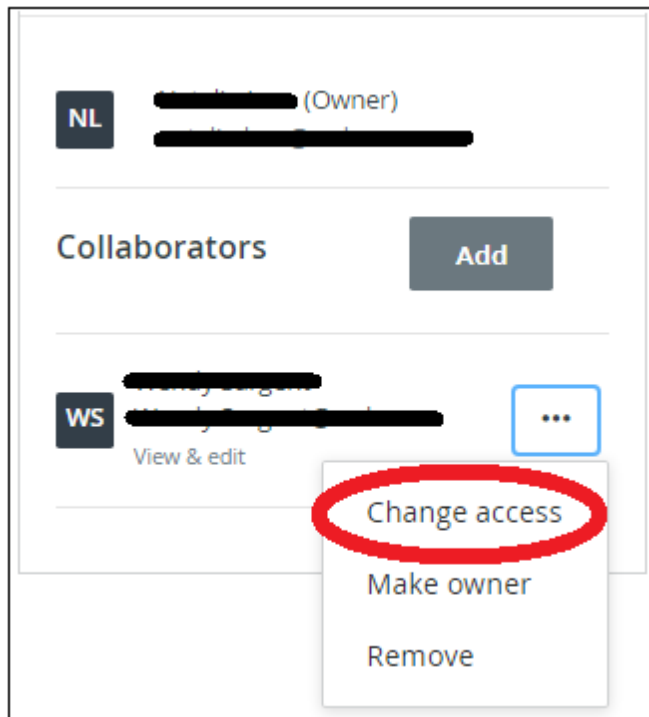 NL
(Owner)
Collaborators
Add
WS
View & edit
...
Change access
Make owner
Remove